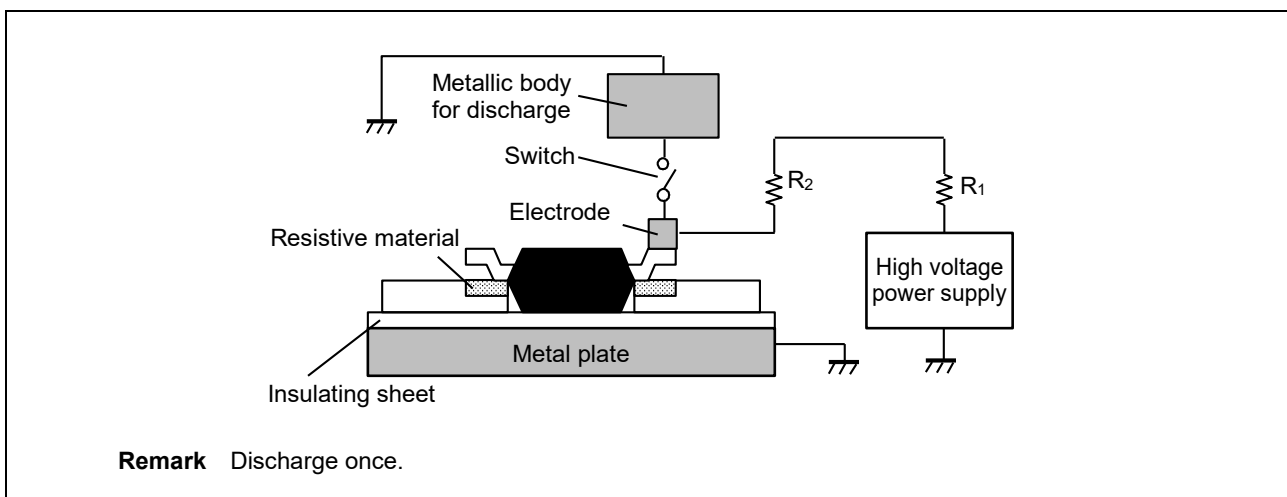 Metallic body
for discharge
Switch
R2
R1
Electrode
Resistive material
High voltage
power supply
Metal plate
Insulating sheet
Remark Discharge once.